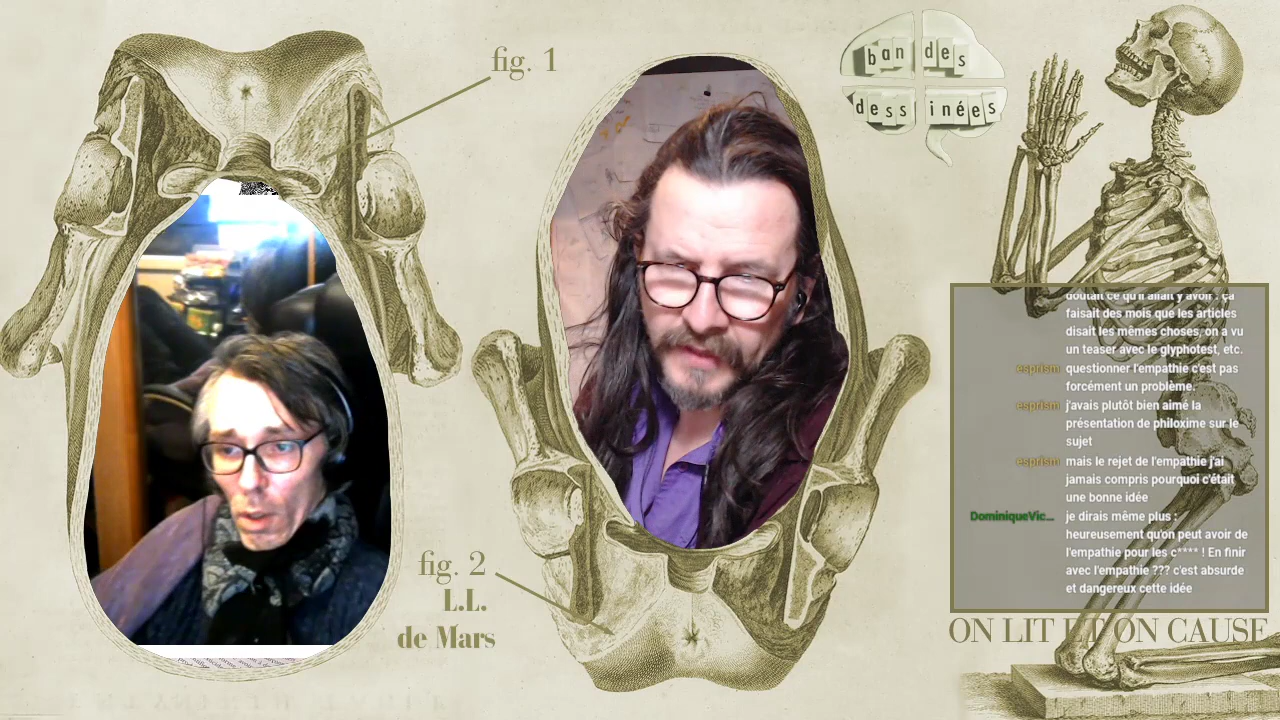 fig. 1
ban des
dess inées
doutait ce qu'il allait y avoir : ça
faisait des mois que les articles
disait les mêmes choses, on a vu
un teaser avec le glyphotest, etc.
esprism questionner l'empathie c'est pas
forcément un problème.
esprism j'avais plutôt bien aimé la
présentation de philoxime sur le
sujet
esprism mais le rejet de l'empathie j'ai
jamais compris pourquoi c'était
une bonne idée
DominiqueVic... je dirais même plus :
heureusement qu'on peut avoir de
l'empathie pour les c**** ! En finir
avec l'empathie ??? c'est absurde
et dangereux cette idée
fig. 2
L.L.
de Mars
ON LIT ET ON CAUSE